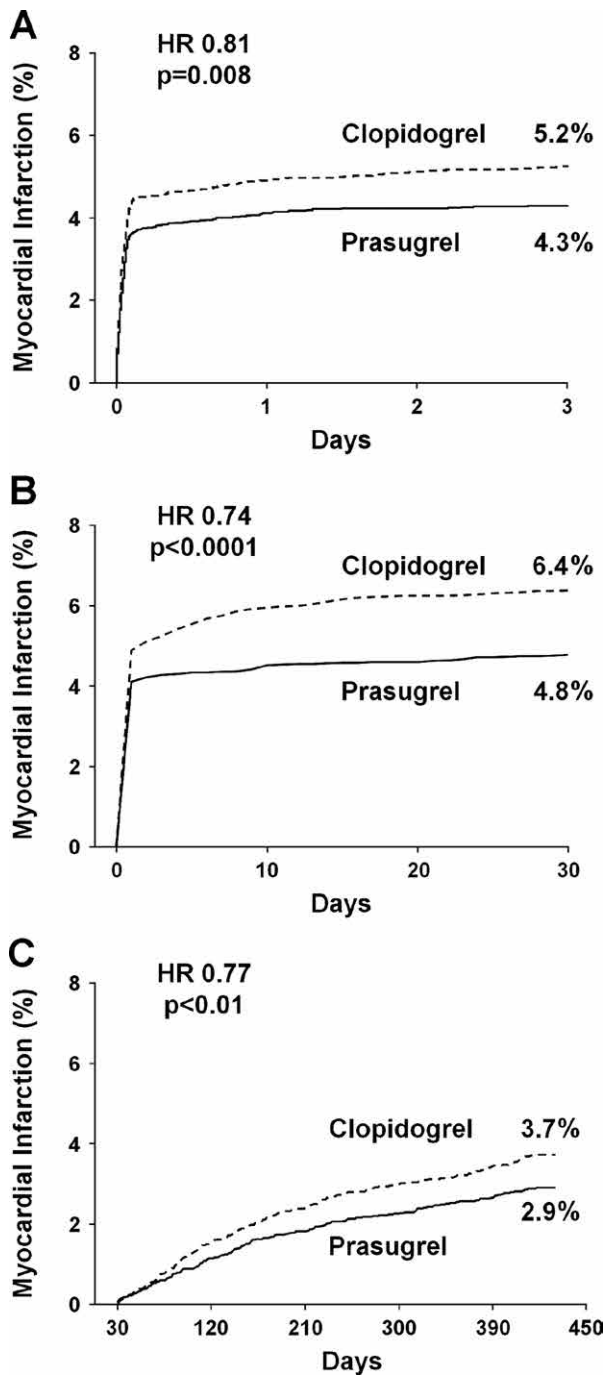 A
HR 0.81
p=0.008
Myocardial Infarction (%)
8
6
4
2
0
Clopidogrel 5.2%
Prasugrel 4.3%
0 1 2 3
Days
B
HR 0.74
p<0.0001
Myocardial Infarction (%)
8
6
4
2
0
Clopidogrel 6.4%
Prasugrel 4.8%
0 10 20 30
Days
C
HR 0.77
p<0.01
Myocardial Infarction (%)
8
6
4
2
0
Clopidogrel 3.7%
2.9%
Prasugrel
30 120 210 300 390 450
Days